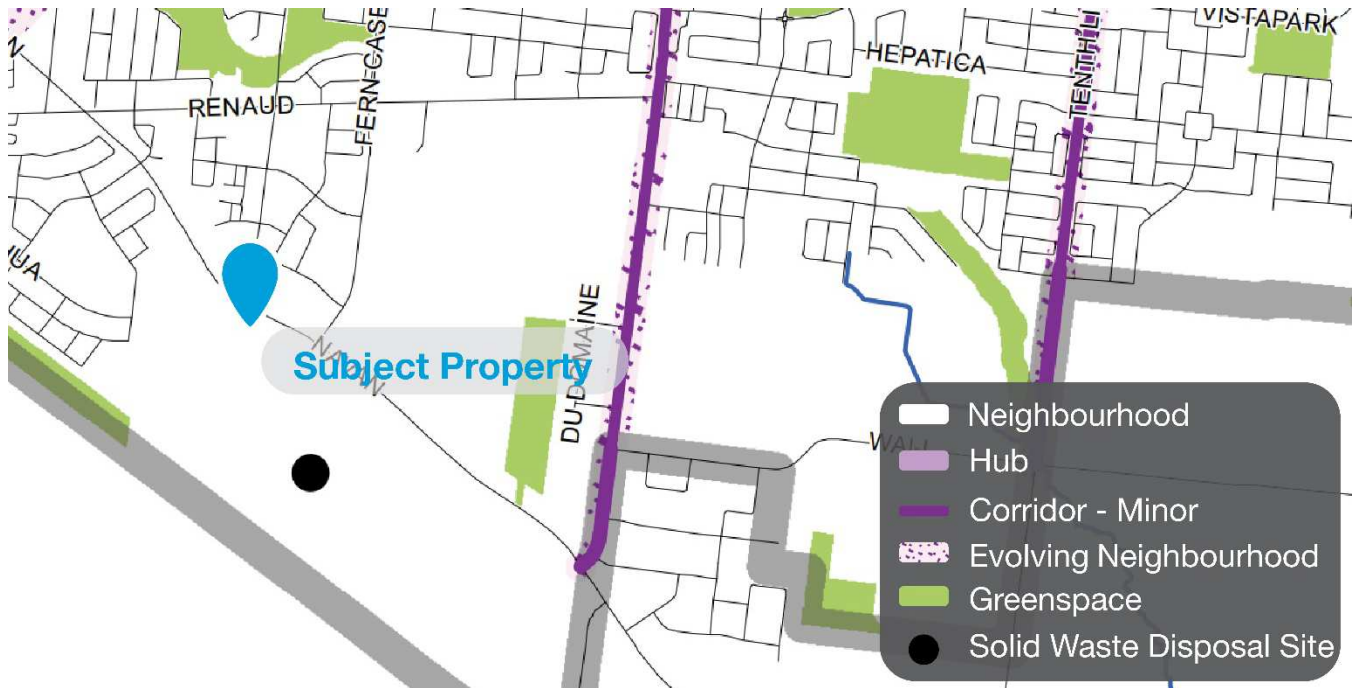 VISTAPARK
HEPATICA
TENTH LI
RENAUD
FERN CASE
DU DOMAINE
NAVAN
Subject Property
WALL
Neighbourhood
Hub
Corridor - Minor
Evolving Neighbourhood
Greenspace
Solid Waste Disposal Site